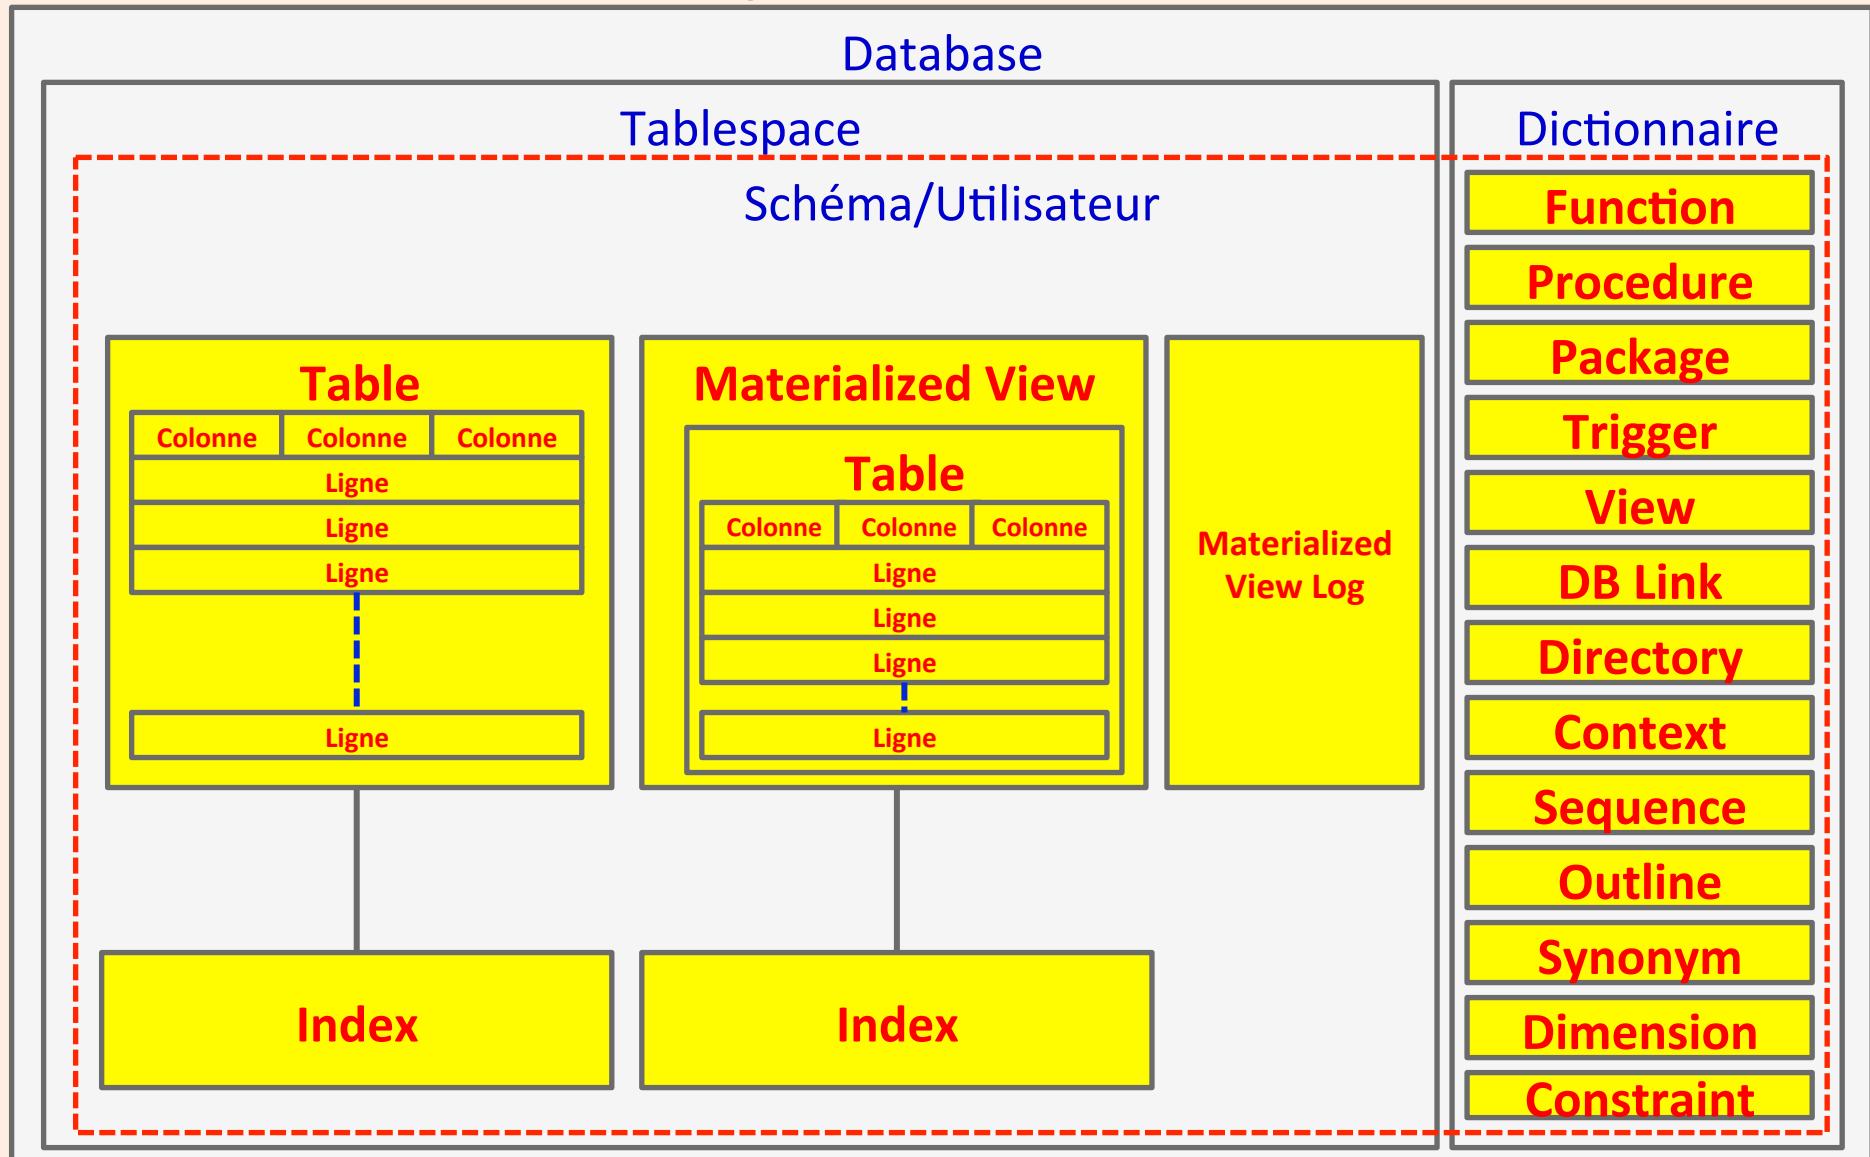 Database
Tablespace
Dictionnaire
Schéma/Utilisateur
Table
Colonne Colonne Colonne
Ligne
Ligne
Ligne
Ligne
Materialized View
Table
Colonne Colonne Colonne
Ligne
Ligne
Ligne
Ligne
Materialized
View Log
Index
Index
Function
Procedure
Package
Trigger
View
DB Link
Directory
Context
Sequence
Outline
Synonym
Dimension
Constraint